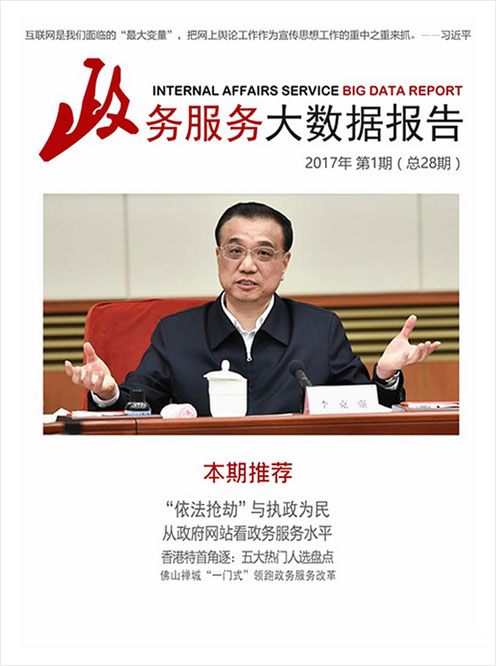 互联网是我们面临的“最大变量”，把网上舆论工作作为宣传思想工作的重中之重来抓。——习近平
INTERNAL AFFAIRS SERVICE BIG DATA REPORT
政务服务大数据报告
2017年 第1期（总28期）
李克强
本期推荐
“依法抢劫”与执政为民
从政府网站看政务服务水平
香港特首角逐：五大热门人选盘点
佛山禅城“一门式”领跑政务服务改革